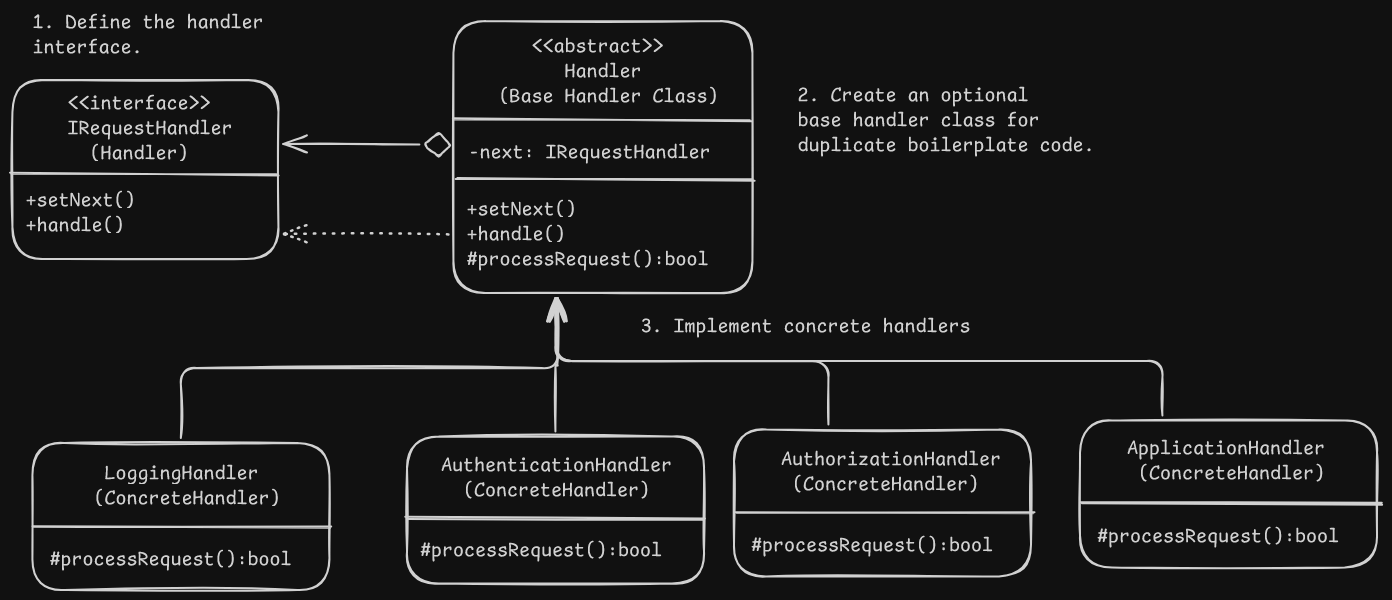 1. Define the handler
interface.
<<interface>>
IRequestHandler
(Handler)
+setNext()
+handle()
<<abstract>>
Handler
(Base Handler Class)
-next: IRequestHandler
+setNext()
+handle()
#processRequest():bool
2. Create an optional
base handler class for
duplicate boilerplate code.
3. Implement concrete handlers
LoggingHandler
(ConcreteHandler)
#processRequest():bool
AuthenticationHandler
(ConcreteHandler)
#processRequest():bool
AuthorizationHandler
(ConcreteHandler)
#processRequest():bool
ApplicationHandler
(ConcreteHandler)
#processRequest():bool